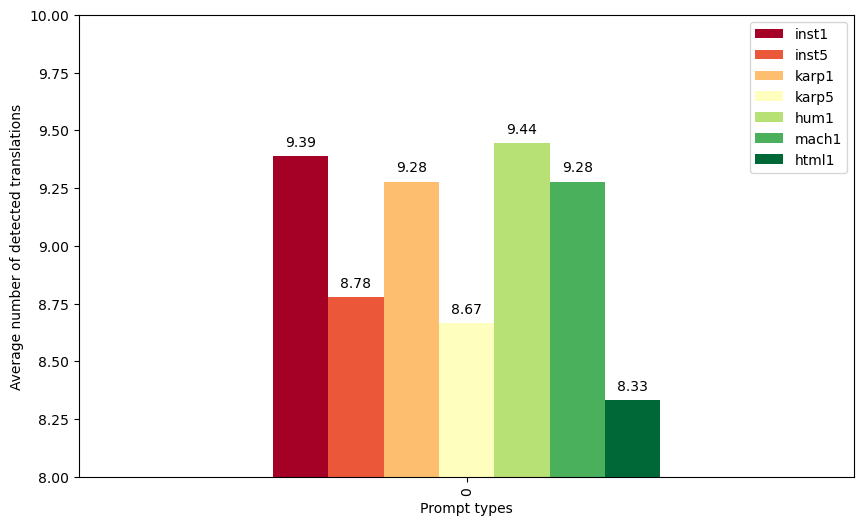 10.00
9.75
9.50
9.25
9.00
8.75
8.50
8.25
8.00
Average number of detected translations
9.39
8.78
9.28
8.67
9.44
9.28
8.33
inst1
inst5
karp1
karp5
hum1
mach1
html1
0
Prompt types